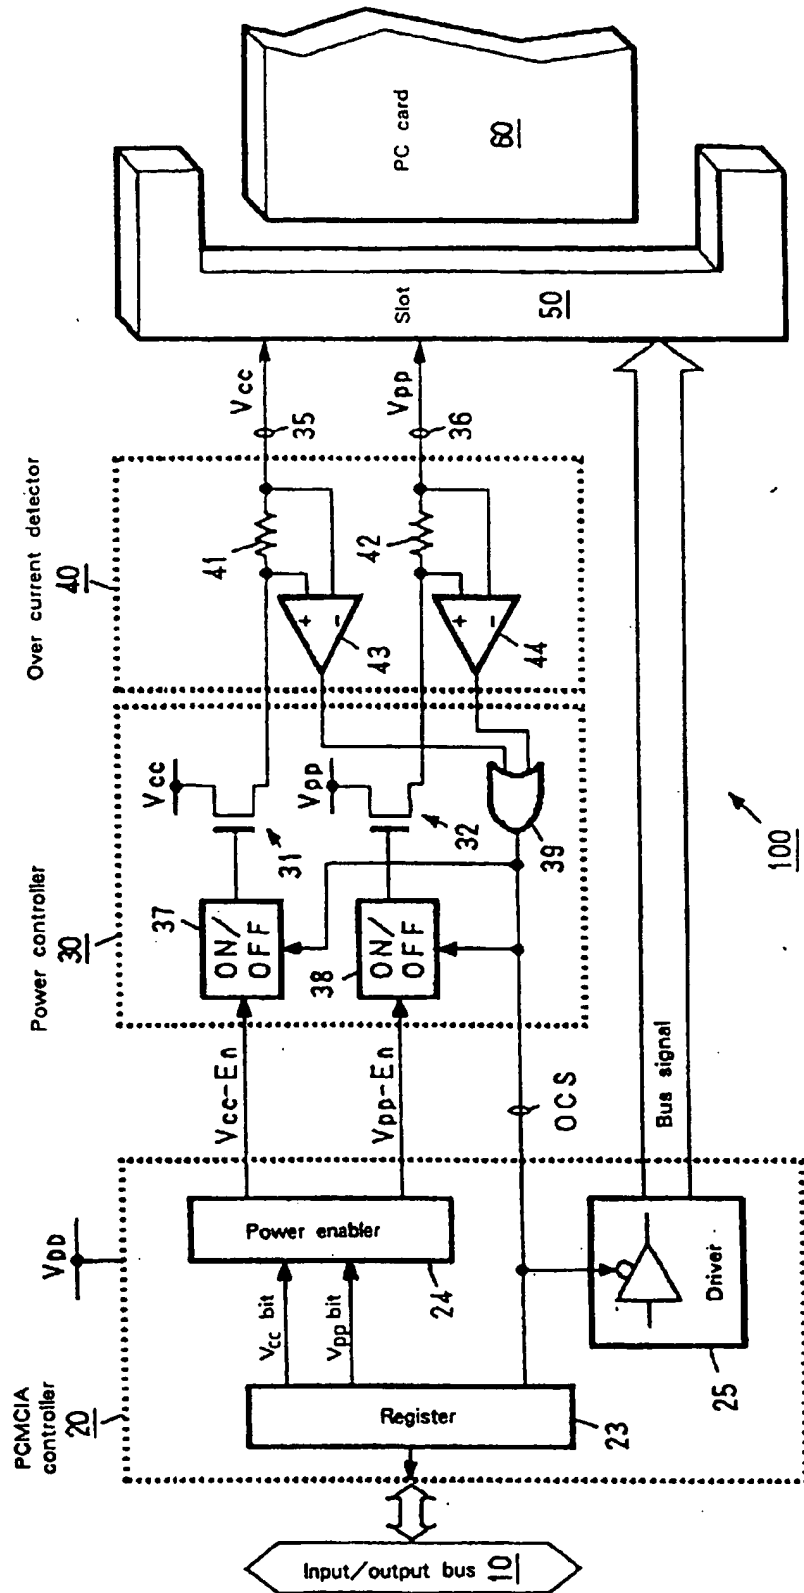 PCMCIA
controller
20
Power controller
30
Over current detector
40
VDD
Input/output bus 10
Register
23
Vcc bit
Vpp bit
Power enabler
24
Driver
25
Vcc-En
Vpp-En
OCS
Bus signal
37
ON/
OFF
38
ON/
OFF
Vcc
31
Vpp
32
39
41
42
+
-
43
+
-
44
Vcc
35
Vpp
36
Slot
50
PC card
60
100